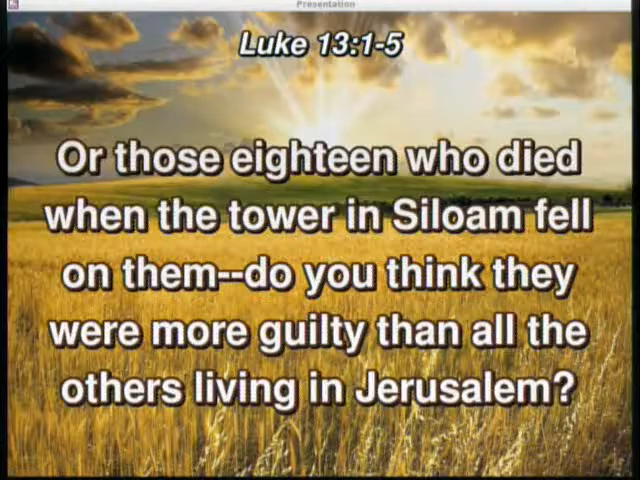 Presentation
Luke 13:1-5
Or those eighteen who died
when the tower in Siloam fell
on them--do you think they
were more guilty than all the
others living in Jerusalem?